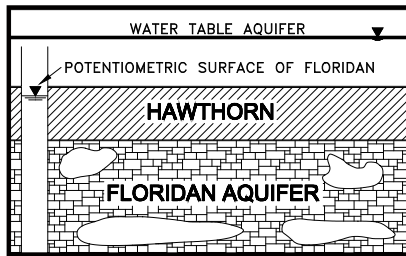 WATER TABLE AQUIFER
POTENTIOMETRIC SURFACE OF FLORIDAN
HAWTHORN
FLORIDAN AQUIFER